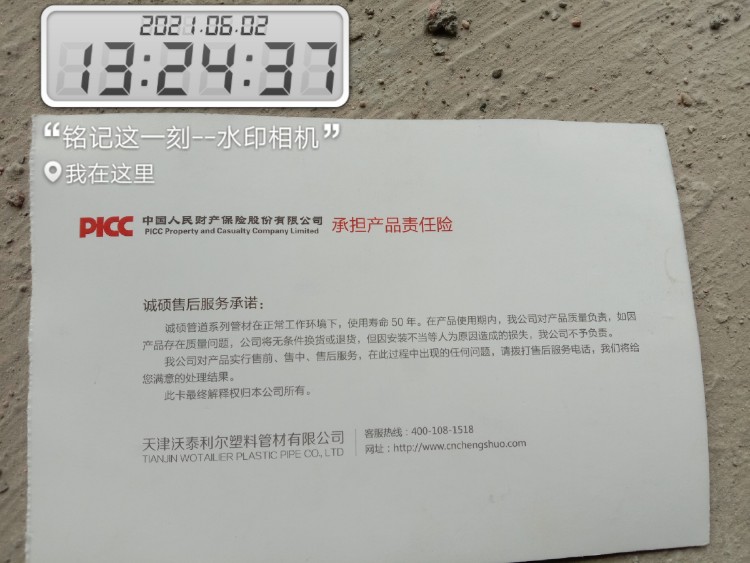 2021.06.02
13:24:37
“铭记这一刻--水印相机”
我在这里
PICC 中国人民财产保险股份有限公司 承担产品责任险
PICC Property and Casualty Company Limited
诚硕售后服务承诺：
诚硕管道系列管材在正常工作环境下，使用寿命 50 年。在产品使用期内，我公司对产品质量负责，如因
产品存在质量问题，公司将无条件换货或退货，但因安装不当等人为原因造成的损失，我公司不予负责。
我公司对产品实行售前、售中、售后服务，在此过程中出现的任何问题，请拨打售后服务电话，我们将给
您满意的处理结果。
此卡最终解释权归本公司所有。
天津沃泰利尔塑料管材有限公司
TIANJIN WOTAILIER PLASTIC PIPE CO., LTD
客服热线：400-108-1518
网址：http://www.cnchengshuo.com